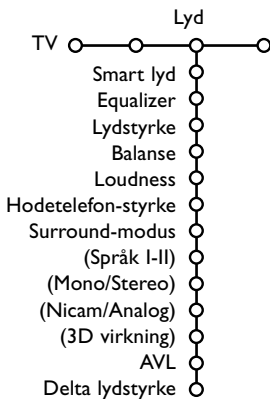 Lyd
TV
Smart lyd
Equalizer
Lydstyrke
Balanse
Loudness
Hodetelefon-styrke
Surround-modus
(Språk I-II)
(Mono/Stereo)
(Nicam/Analog)
(3D virkning)
AVL
Delta lydstyrke